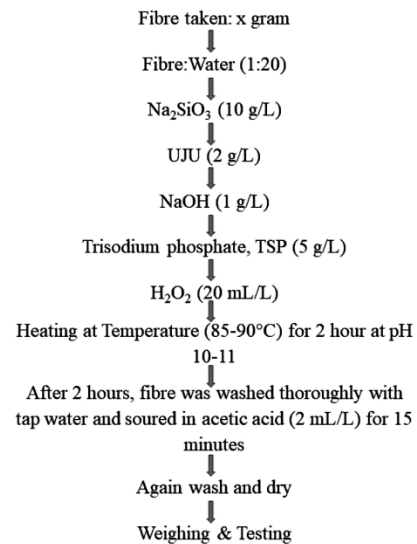 Fibre taken: x gram
Fibre:Water (1:20)
Na₂SiO₃ (10 g/L)
UJU (2 g/L)
NaOH (1 g/L)
Trisodium phosphate, TSP (5 g/L)
H₂O₂ (20 mL/L)
Heating at Temperature (85-90°C) for 2 hour at pH
10-11
After 2 hours, fibre was washed thoroughly with
tap water and soured in acetic acid (2 mL/L) for 15
minutes
Again wash and dry
Weighing & Testing